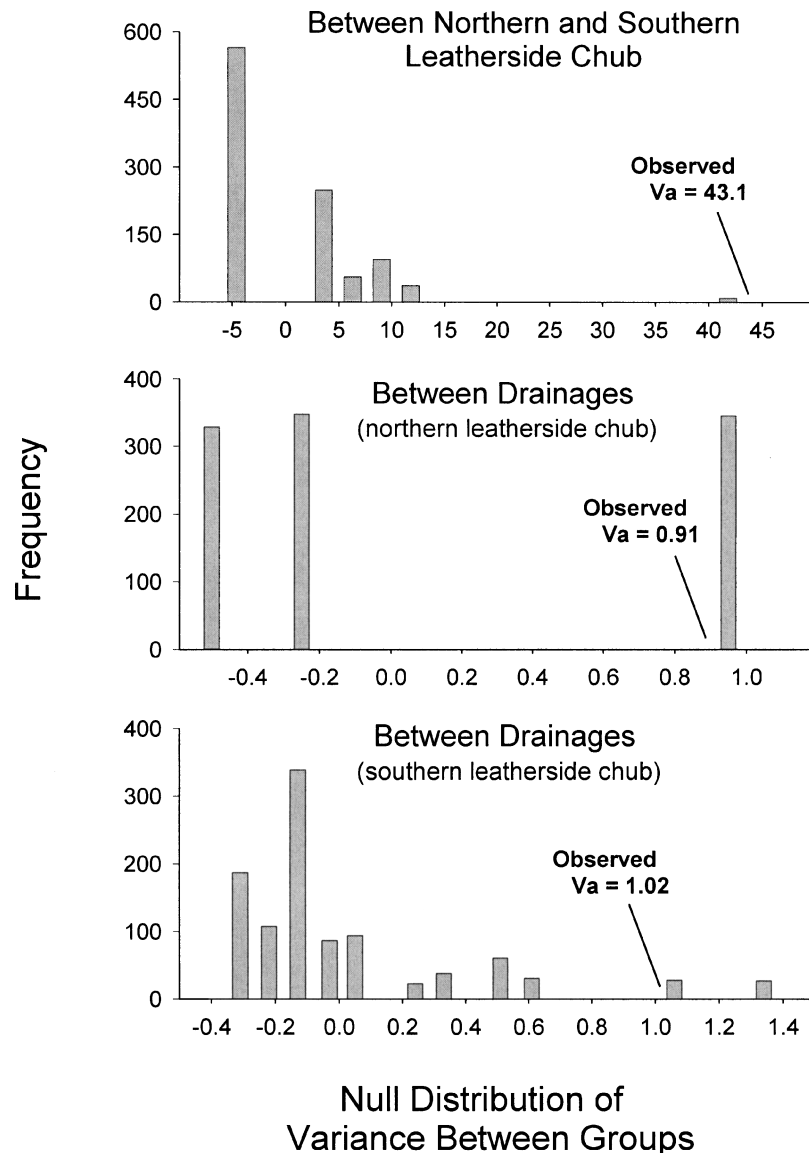 Between Northern and Southern
Leatherside Chub
600
450
300
150
0
Observed
Va = 43.1
-5 0 5 10 15 20 25 30 35 40 45
Between Drainages
(northern leatherside chub)
400
300
200
100
0
Observed
Va = 0.91
-0.4 -0.2 0.0 0.2 0.4 0.6 0.8 1.0
Frequency
Between Drainages
(southern leatherside chub)
400
300
200
100
0
Observed
Va = 1.02
-0.4 -0.2 0.0 0.2 0.4 0.6 0.8 1.0 1.2 1.4
Null Distribution of
Variance Between Groups